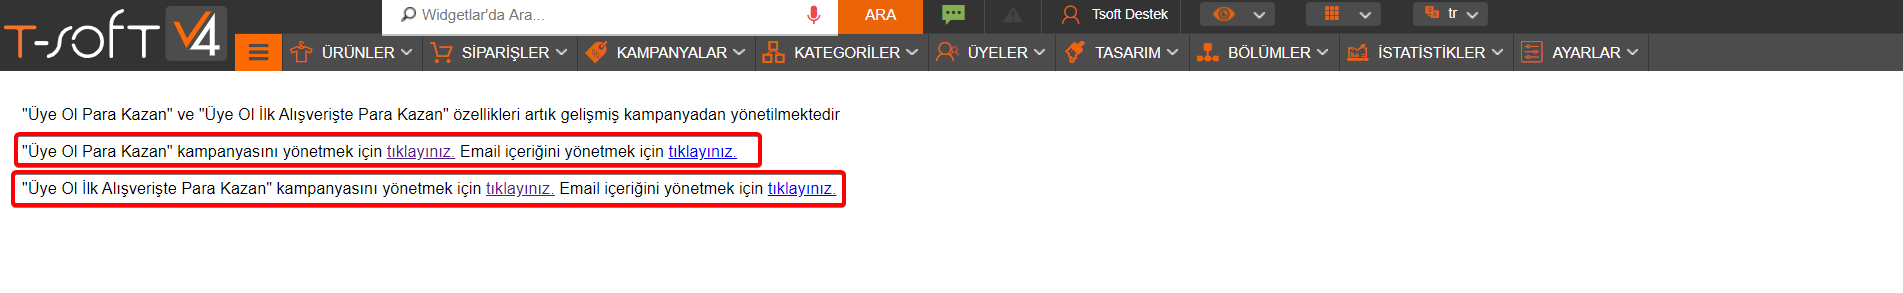 T-SOFT V4
Widgetlar'da Ara...
ARA
Tsoft Destek
tr
ÜRÜNLER
SİPARİŞLER
KAMPANYALAR
KATEGORİLER
ÜYELER
TASARIM
BÖLÜMLER
İSTATİSTİKLER
AYARLAR
"Üye Ol Para Kazan" ve "Üye Ol İlk Alışverişte Para Kazan" özellikleri artık gelişmiş kampanyadan yönetilmektedir
"Üye Ol Para Kazan" kampanyasını yönetmek için tıklayınız. Email içeriğini yönetmek için tıklayınız.
"Üye Ol İlk Alışverişte Para Kazan" kampanyasını yönetmek için tıklayınız. Email içeriğini yönetmek için tıklayınız.